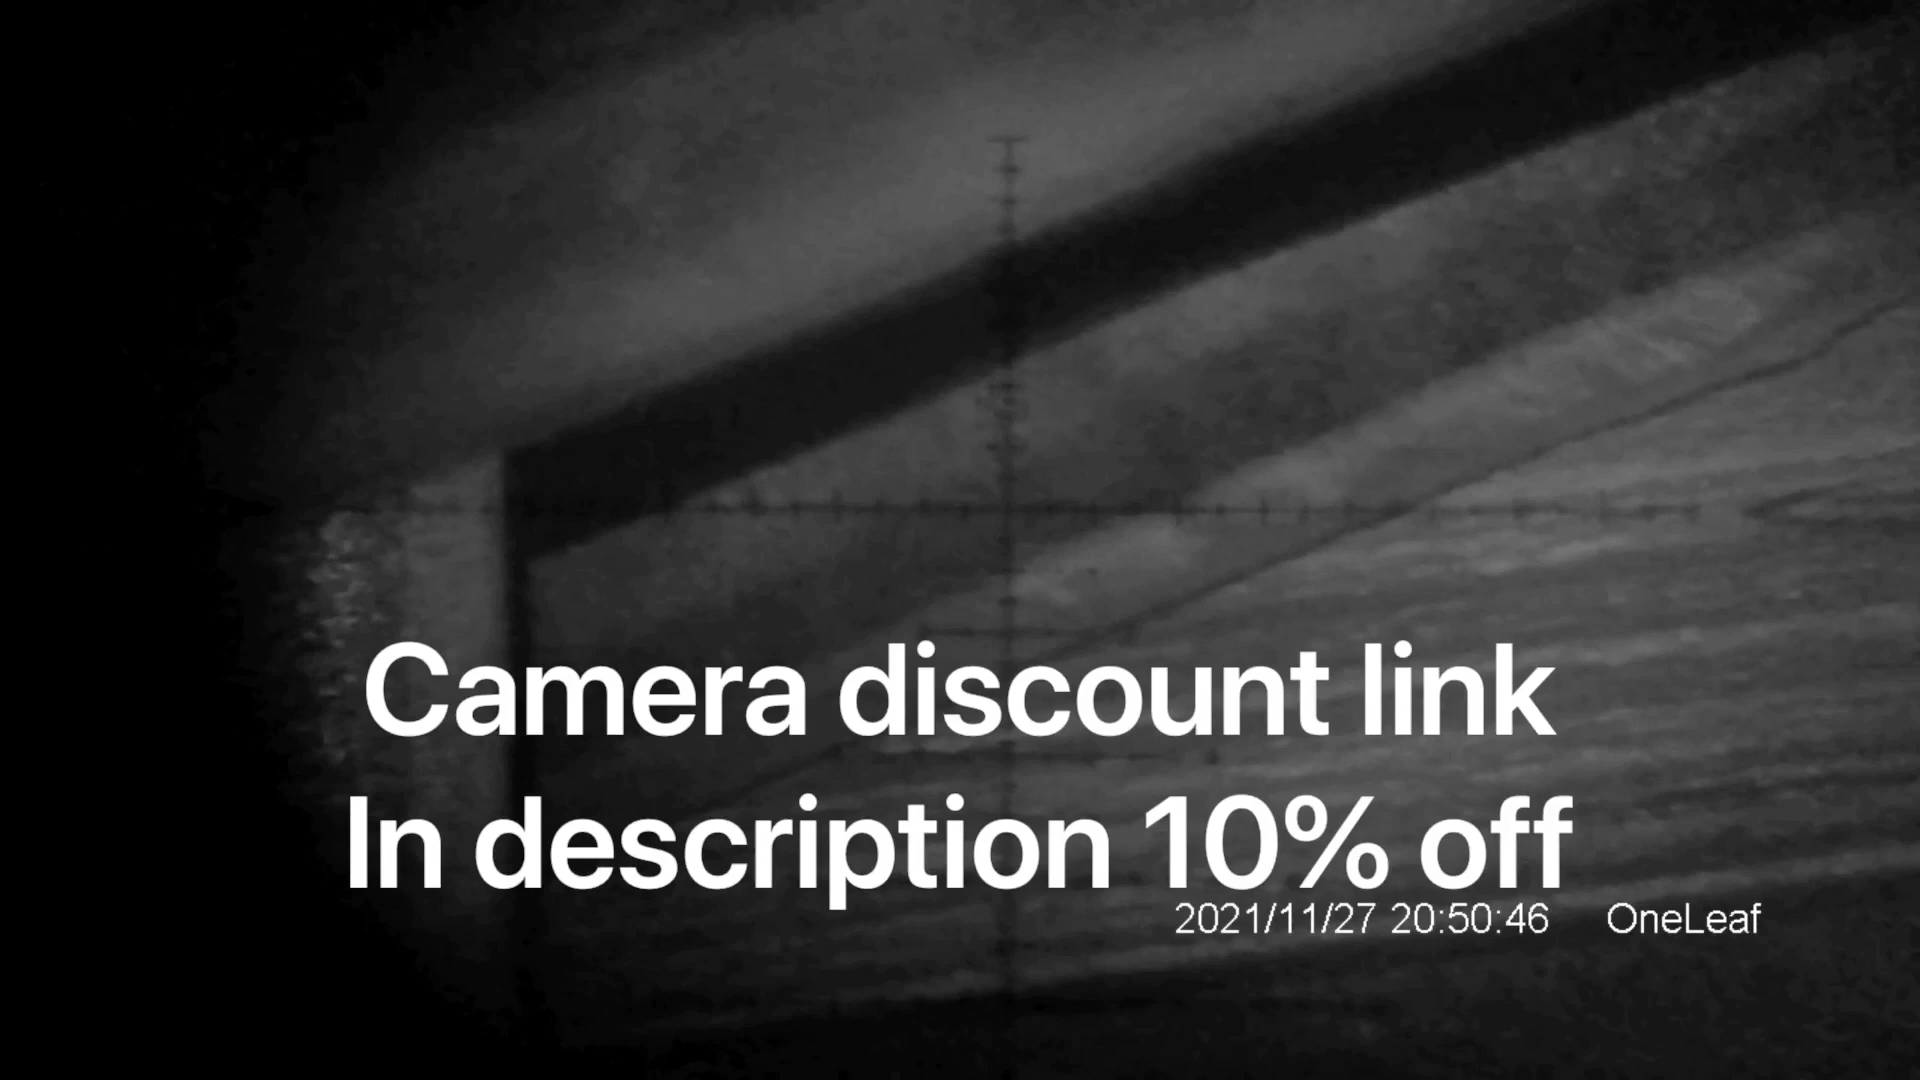 Camera discount link
In description 10% off
2021/11/27 20:50:46 OneLeaf